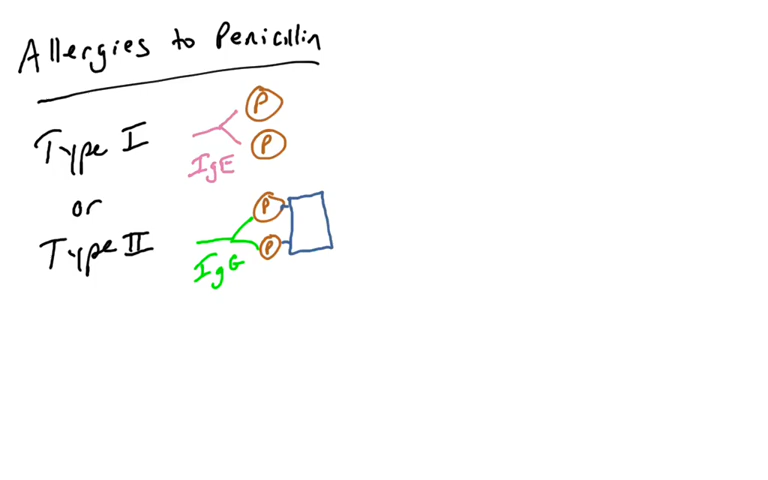 Allergies to Penicillin
Type I
P
P
IgE
or
P
Type II
P
IgG